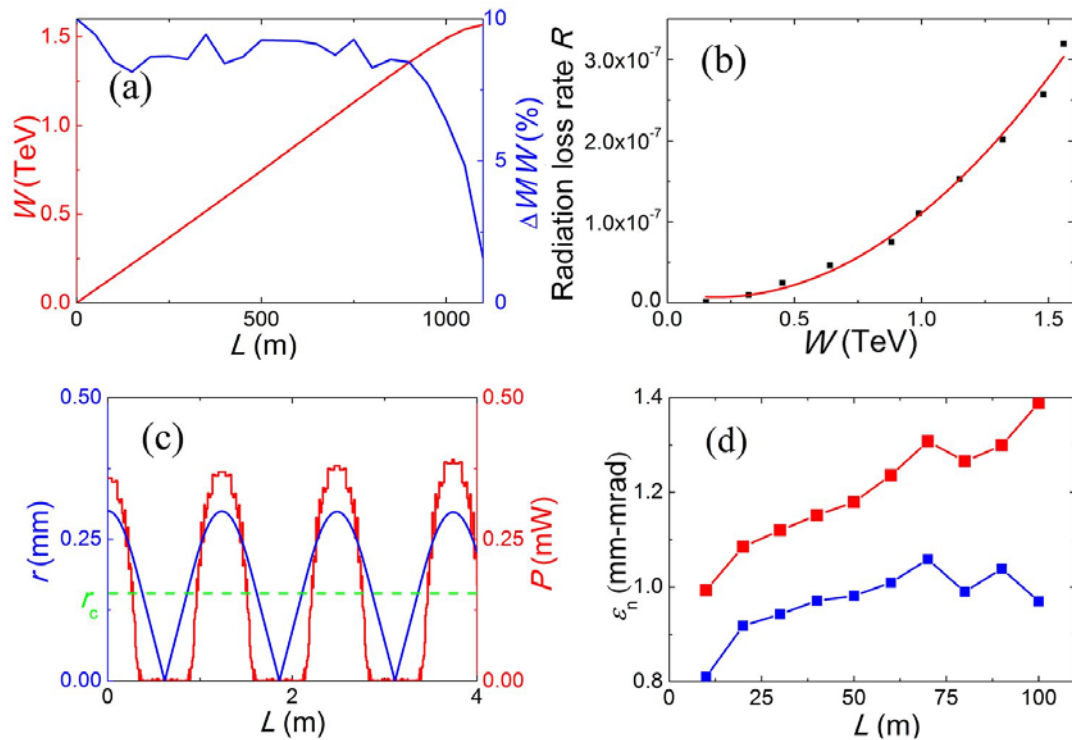 (a)
1.5
1.0
0.5
0.0
W (TeV)
10
5
0
ΔW/W (%)
0
500
1000
L (m)
(b)
3.0x10⁻⁷
2.0x10⁻⁷
1.0x10⁻⁷
0.0
Radiation loss rate R
0.0
0.5
1.0
1.5
W (TeV)
(c)
0.50
0.25
0.00
r (mm)
r_c
0.50
0.25
0.00
P (mW)
0
2
4
L (m)
(d)
1.4
1.2
1.0
0.8
ε_n (mm-mrad)
0
25
50
75
100
L (m)